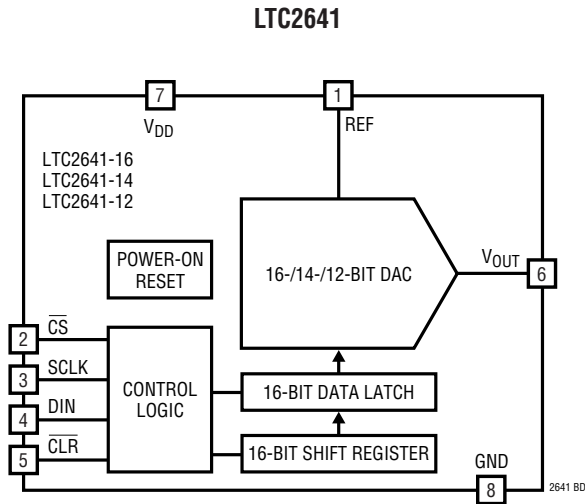 LTC2641
7
1
V_DD
REF
LTC2641-16
LTC2641-14
LTC2641-12
POWER-ON
RESET
16-/14-/12-BIT DAC
V_OUT
6
2
C̅S̅
3
SCLK
4
DIN
5
C̅L̅R̅
CONTROL
LOGIC
16-BIT DATA LATCH
16-BIT SHIFT REGISTER
GND
8
2641 BD